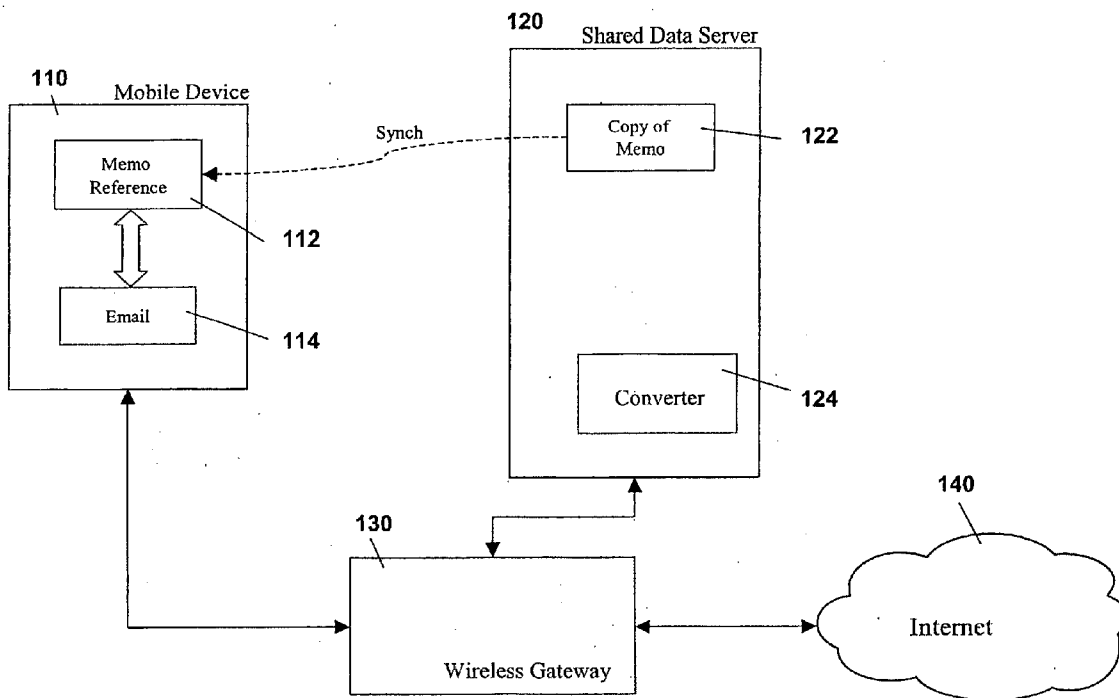 120
Shared Data Server
110
Mobile Device
Synch
Copy of
Memo
122
Memo
Reference
112
Email
114
Converter
124
130
Wireless Gateway
140
Internet